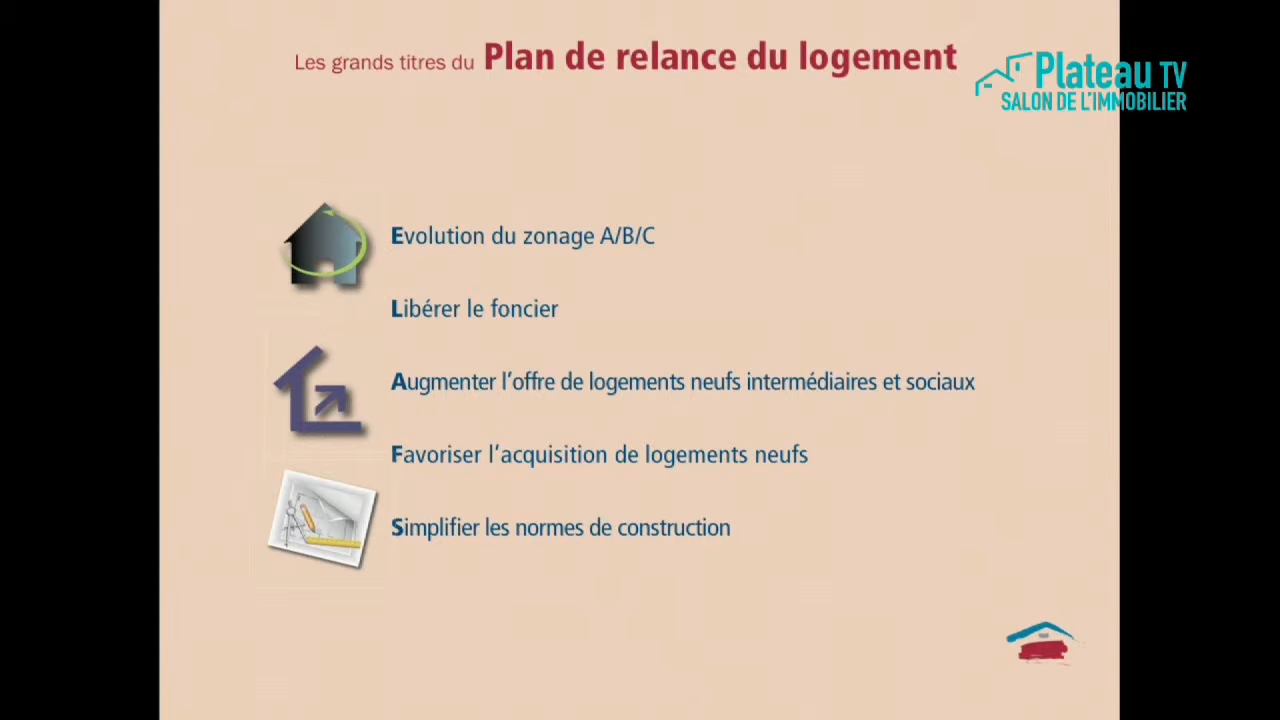 Les grands titres du Plan de relance du logement
Plateau TV
SALON DE L'IMMOBILIER
Evolution du zonage A/B/C
Libérer le foncier
Augmenter l'offre de logements neufs intermédiaires et sociaux
Favoriser l'acquisition de logements neufs
Simplifier les normes de construction